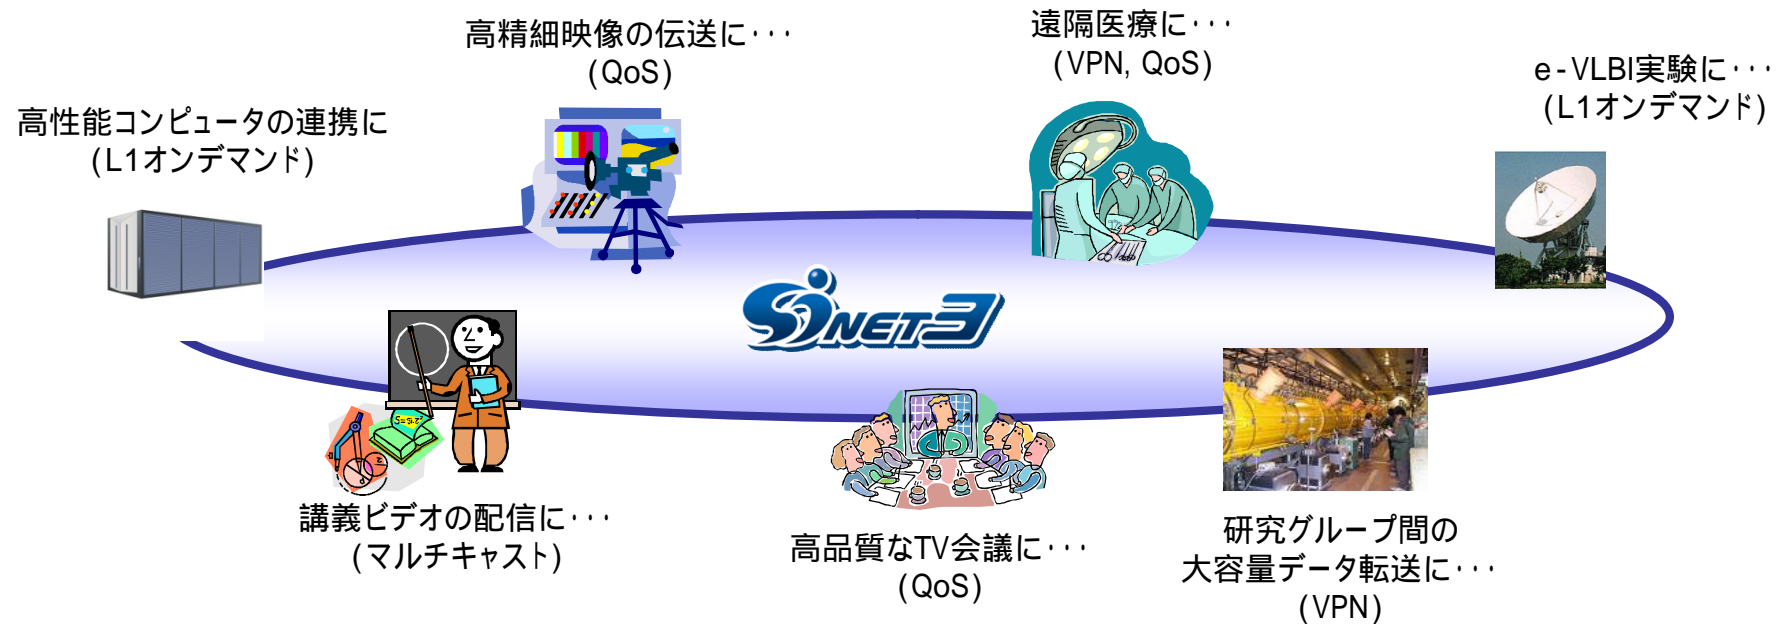 高精細映像の伝送に・・・
(QoS)
遠隔医療に・・・
(VPN, QoS)
e-VLBI実験に・・・
(L1オンデマンド)
高性能コンピュータの連携に
(L1オンデマンド)
SINET3
S=πr²
講義ビデオの配信に・・・
(マルチキャスト)
高品質なTV会議に・・・
(QoS)
研究グループ間の
大容量データ転送に・・・
(VPN)